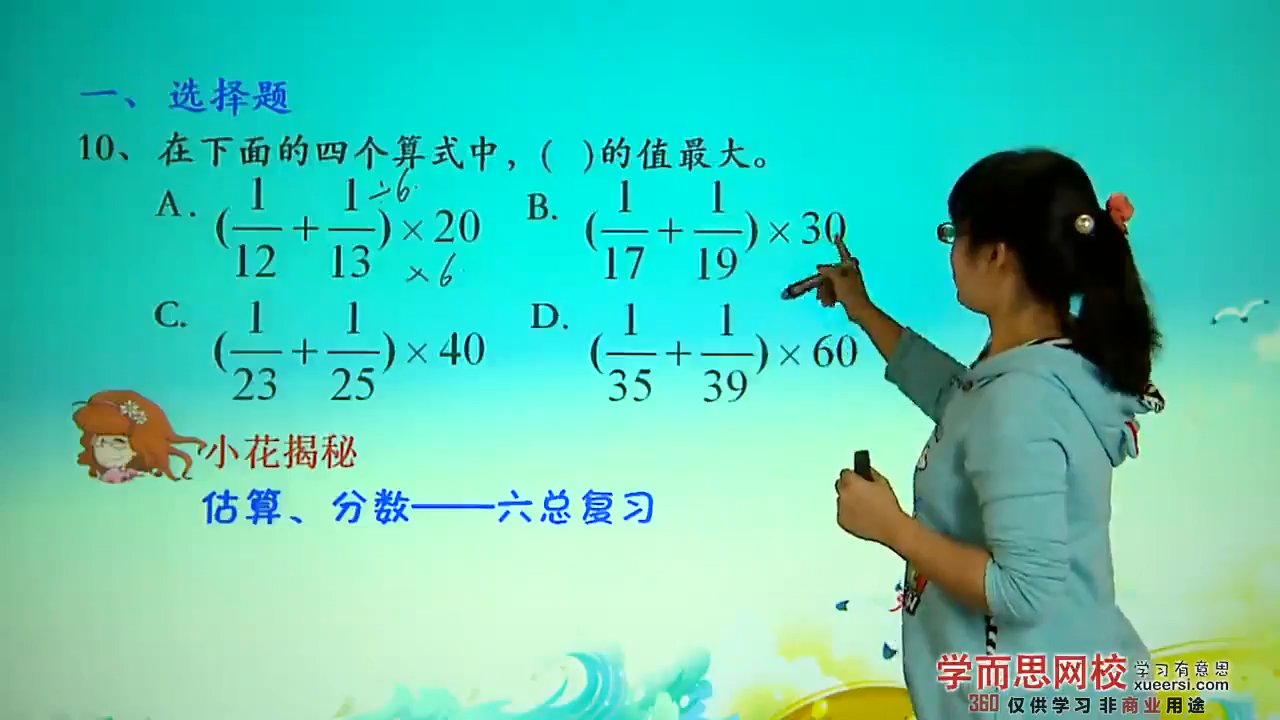 一、选择题
10、在下面的四个算式中，( )的值最大。
A. (1/12 + 1/13) × 20 B. (1/17 + 1/19) × 30
÷6
×6
C. (1/23 + 1/25) × 40 D. (1/35 + 1/39) × 60
小花揭秘
估算、分数——六总复习
学而思网校 学习有意思
xueersi.com
360 仅供学习 非商业用途